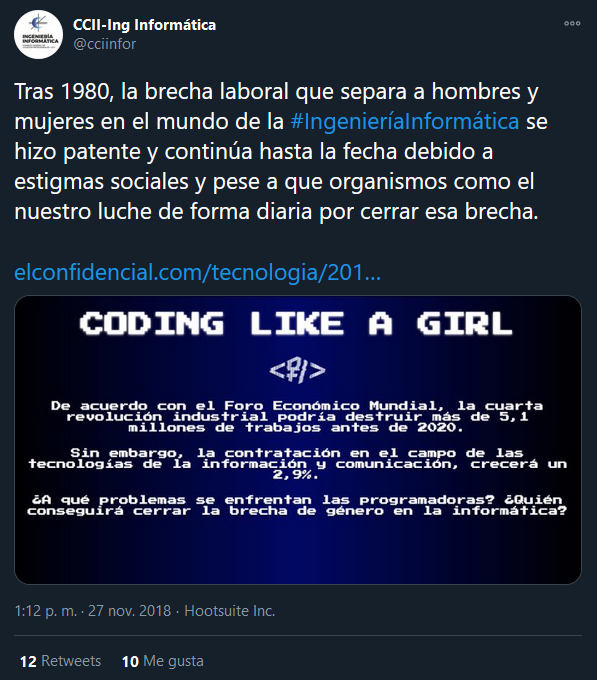 CCII-Ing Informática
@cciinfor
INGENIERÍA
INFORMÁTICA
Tras 1980, la brecha laboral que separa a hombres y
mujeres en el mundo de la #IngenieríaInformática se
hizo patente y continúa hasta la fecha debido a
estigmas sociales y pese a que organismos como el
nuestro luche de forma diaria por cerrar esa brecha.
elconfidencial.com/tecnologia/201...
CODING LIKE A GIRL
De acuerdo con el Foro Económico Mundial, la cuarta
revolución industrial podría destruir más de 5,1
millones de trabajos antes de 2020.
Sin embargo, la contratación en el campo de las
tecnologías de la información y comunicación, crecerá un
2,9%.
¿A qué problemas se enfrentan las programadoras? ¿Quién
conseguirá cerrar la brecha de género en la informática?
1:12 p. m. · 27 nov. 2018 · Hootsuite Inc.
12 Retweets 10 Me gusta